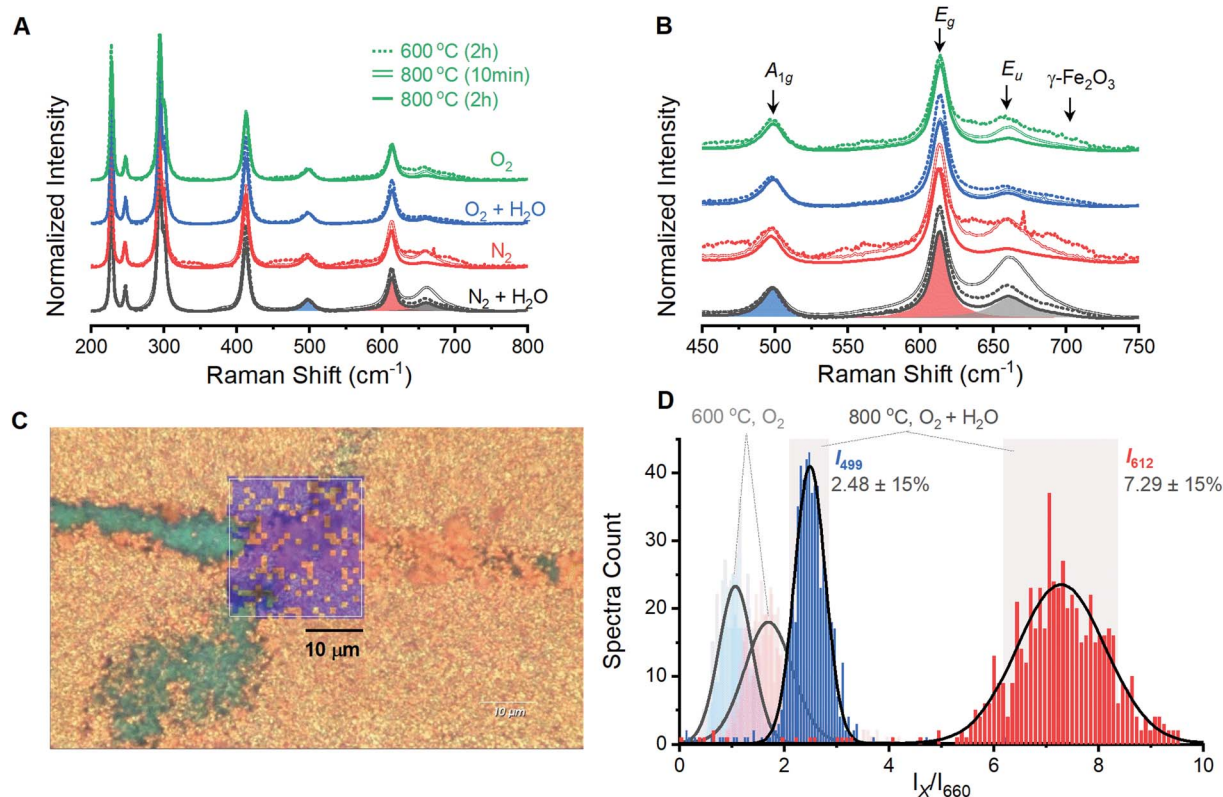 A
Normalized Intensity
600 °C (2h)
800 °C (10min)
800 °C (2h)
O₂
O₂ + H₂O
N₂
N₂ + H₂O
200 300 400 500 600 700 800
Raman Shift (cm⁻¹)
B
Normalized Intensity
A₁g
Eg
Eu
γ-Fe₂O₃
450 500 550 600 650 700 750
Raman Shift (cm⁻¹)
C
10 µm
10 µm
D
600 °C, O₂
800 °C, O₂ + H₂O
I₄₉₉
2.48 ± 15%
I₆₁₂
7.29 ± 15%
Spectra Count
40
30
20
10
0
0 2 4 6 8 10
Iₓ/I₆₆₀